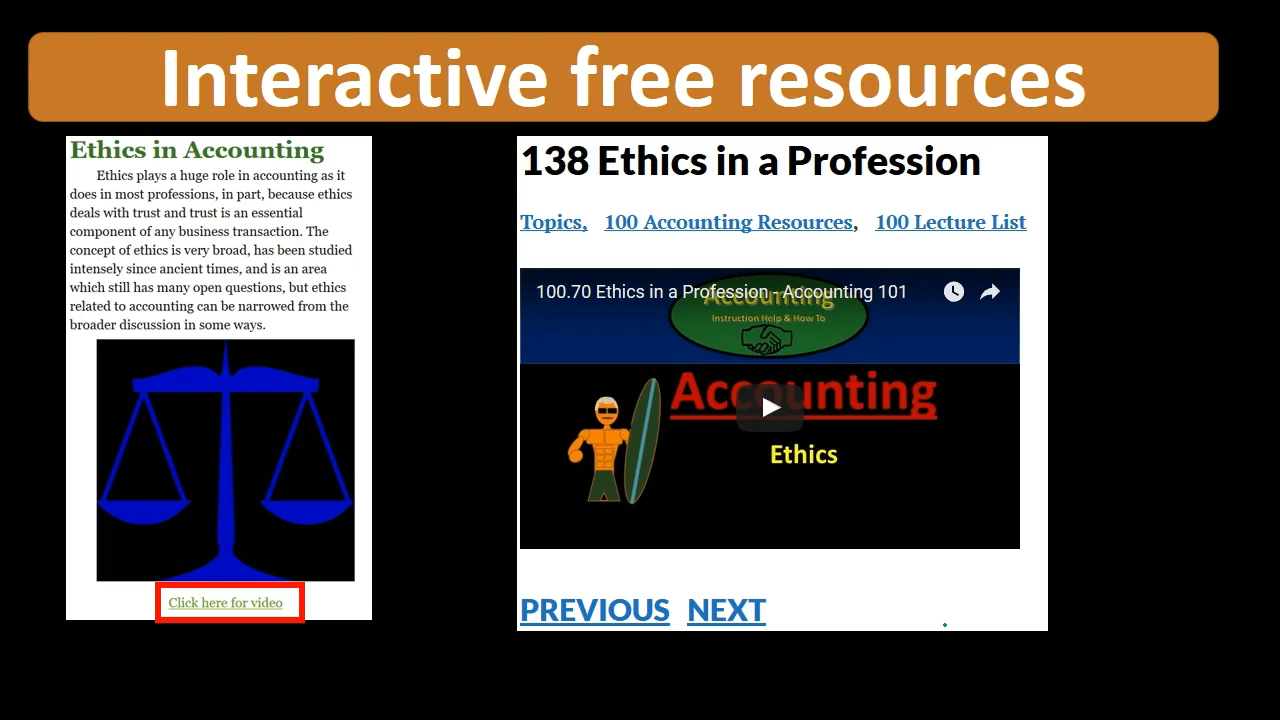 Interactive free resources
Ethics in Accounting
Ethics plays a huge role in accounting as it
does in most professions, in part, because ethics
deals with trust and trust is an essential
component of any business transaction. The
concept of ethics is very broad, has been studied
intensely since ancient times, and is an area
which still has many open questions, but ethics
related to accounting can be narrowed from the
broader discussion in some ways.
Click here for video
138 Ethics in a Profession
Topics, 100 Accounting Resources, 100 Lecture List
100.70 Ethics in a Profession - Accounting 101
Accounting
Instruction Help & How To
Accounting
Ethics
PREVIOUS NEXT